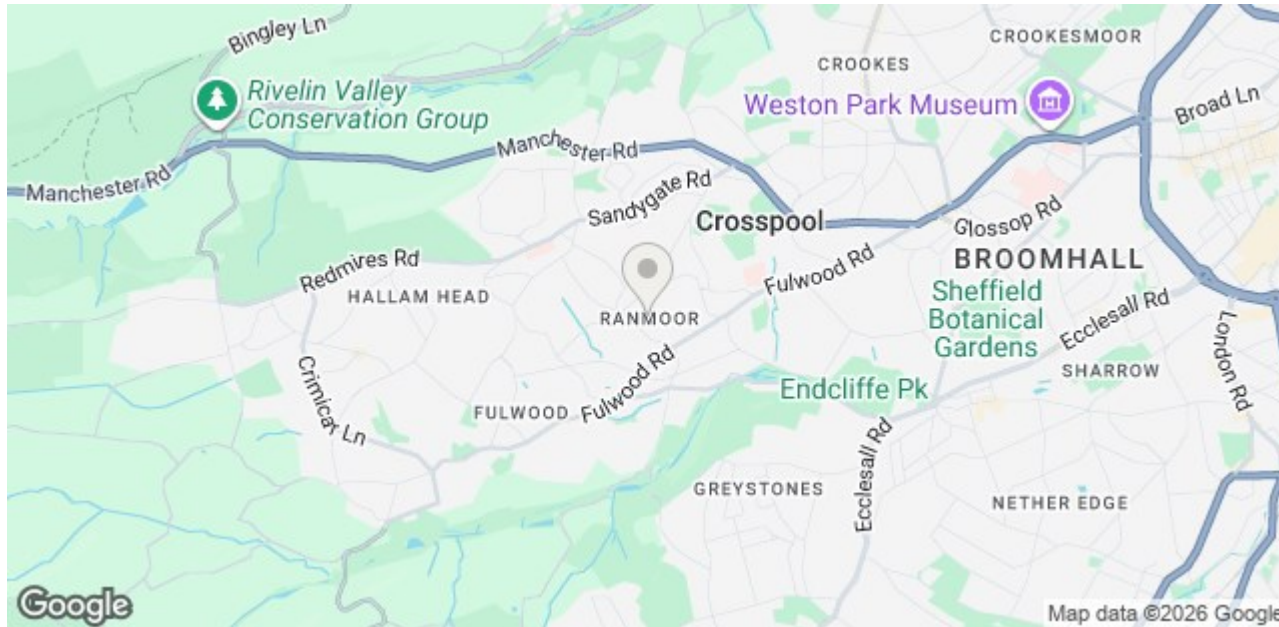 Bingley Ln
CROOKESMOOR
CROOKES
Rivelin Valley
Conservation Group
Weston Park Museum
Broad Ln
Manchester Rd
Manchester Rd
Sandygate Rd
Crosspool
Glossop Rd
Redmires Rd
Fulwood Rd
BROOMHALL
HALLAM HEAD
RANMOOR
Sheffield
Botanical
Gardens
Ecclesall Rd
London Rd
Crimicar Ln
FULWOOD
Fulwood Rd
Endcliffe Pk
SHARROW
Ecclesall Rd
GREYSTONES
NETHER EDGE
Google
Map data ©2026 Google